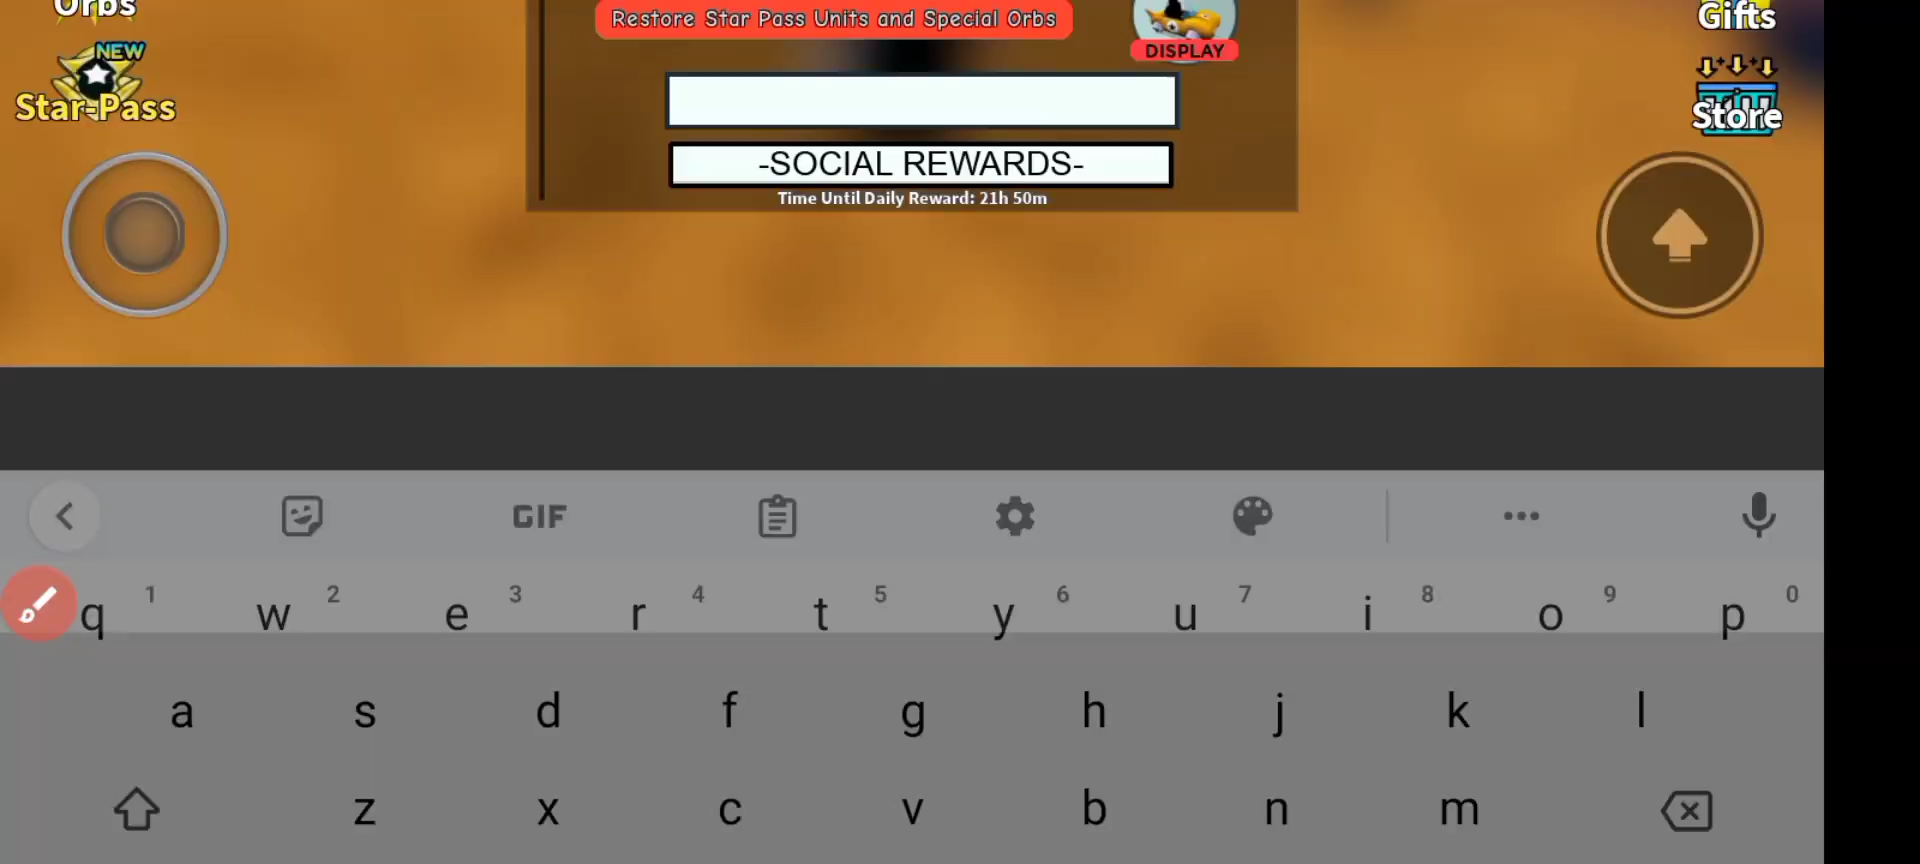 Orbs
Restore Star Pass Units and Special Orbs
DISPLAY
Gifts
NEW
Star-Pass
Store
-SOCIAL REWARDS-
Time Until Daily Reward: 21h 50m
GIF
q 1 w 2 e 3 r 4 t 5 y 6 u 7 i 8 o 9 p 0
a s d f g h j k l
z x c v b n m